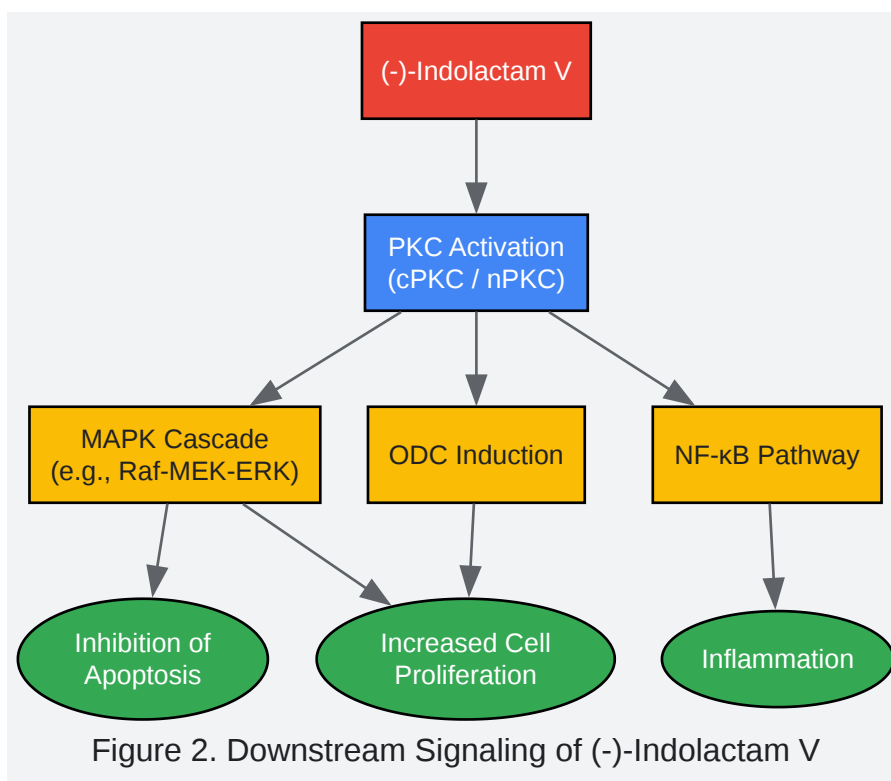 (-)-Indolactam V
PKC Activation
(cPKC / nPKC)
MAPK Cascade
(e.g., Raf-MEK-ERK)
ODC Induction
NF-κB Pathway
Inhibition of
Apoptosis
Increased Cell
Proliferation
Inflammation
Figure 2. Downstream Signaling of (-)-Indolactam V